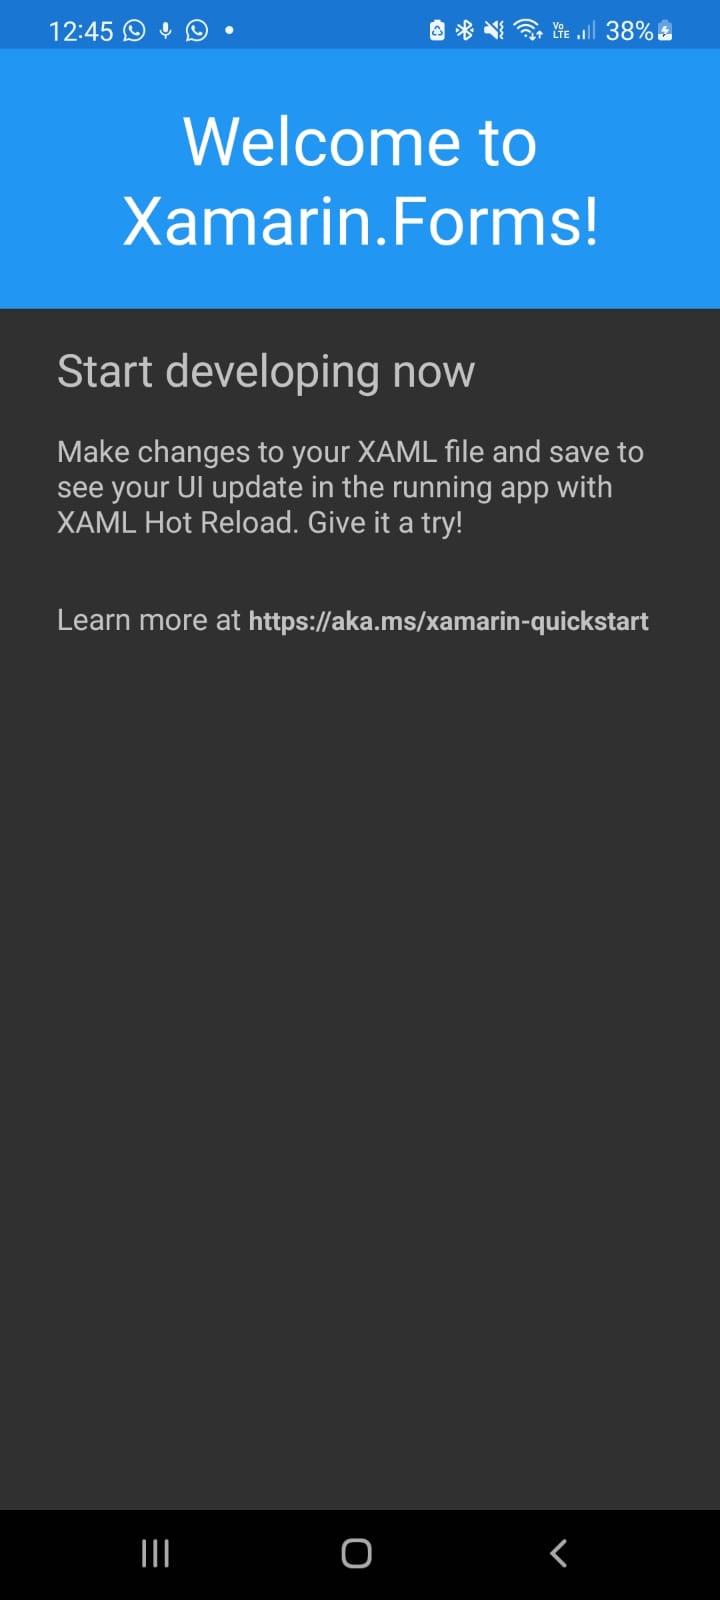 12:45
Vo
LTE
38%
Welcome to
Xamarin.Forms!
Start developing now
Make changes to your XAML file and save to
see your UI update in the running app with
XAML Hot Reload. Give it a try!
Learn more at https://aka.ms/xamarin-quickstart